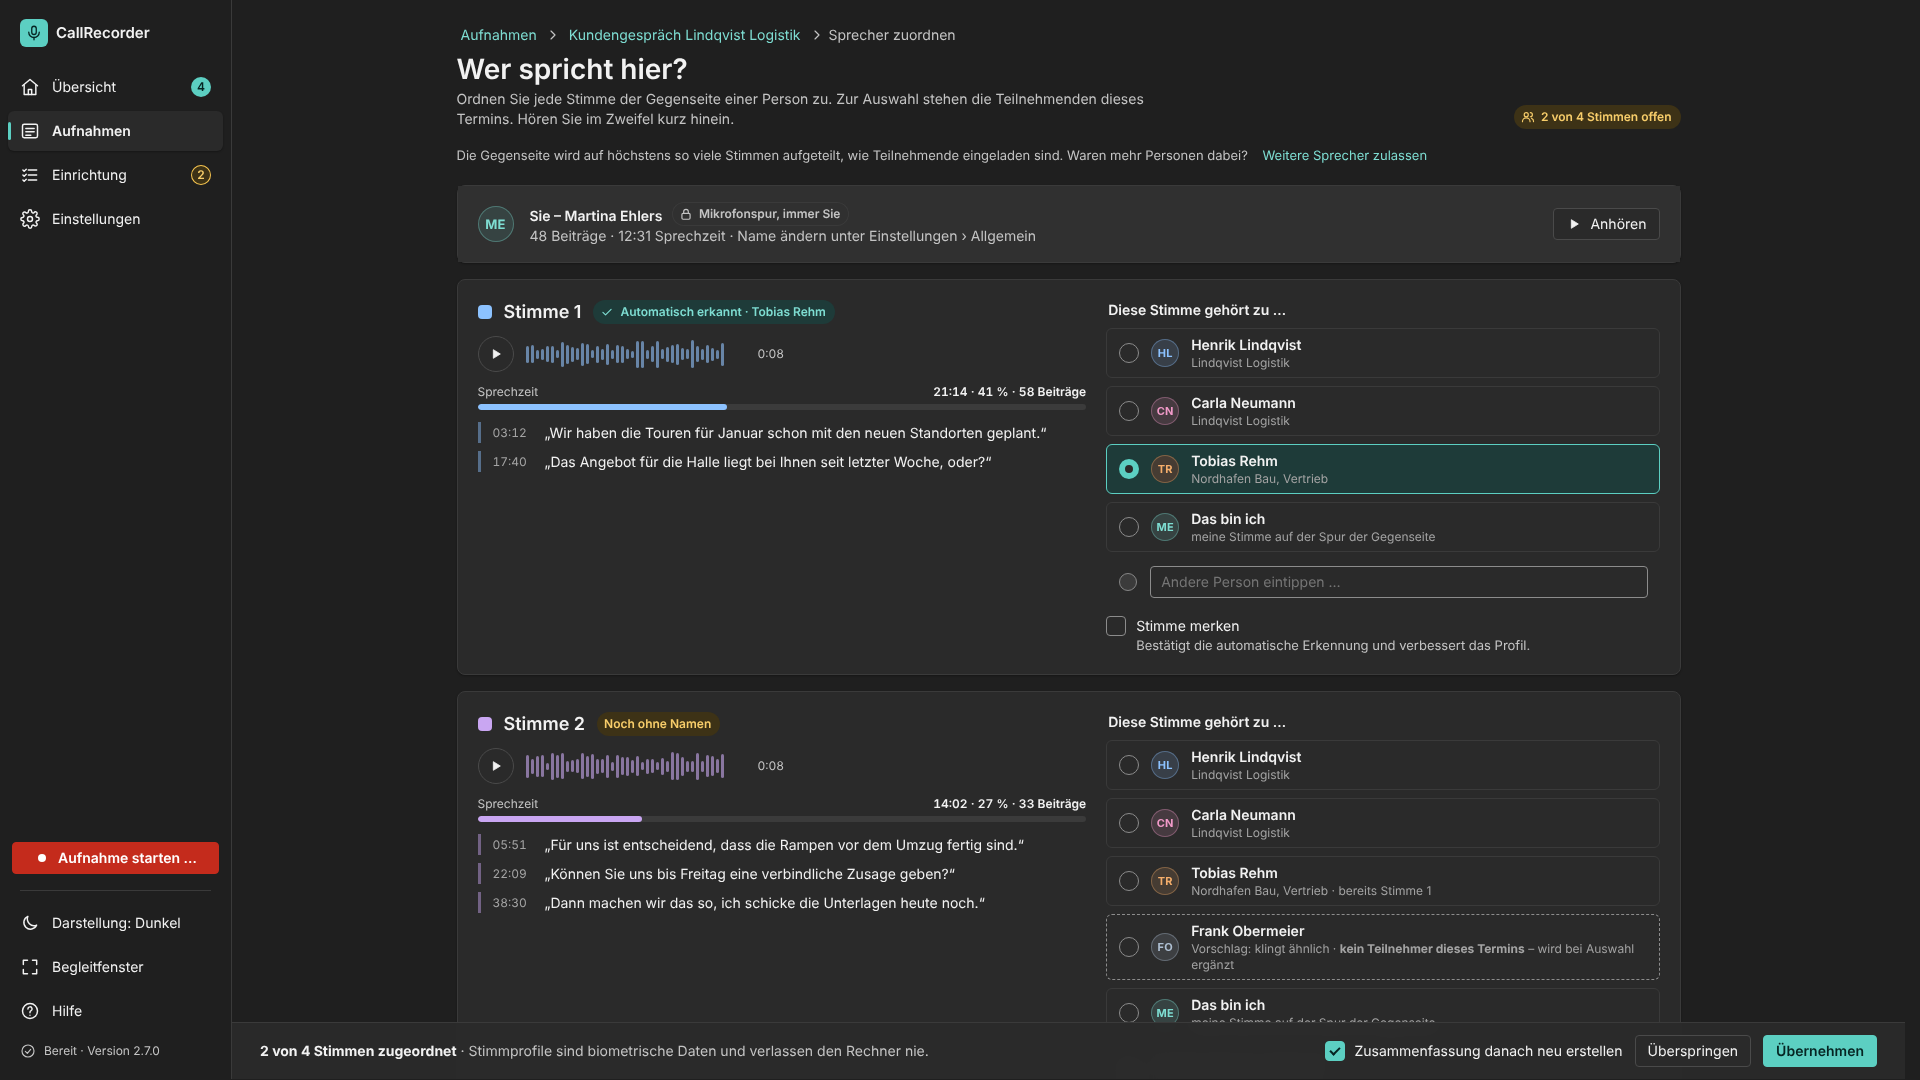 CallRecorder
Übersicht 4
Aufnahmen
Einrichtung 2
Einstellungen
Aufnahme starten ...
Darstellung: Dunkel
Begleitfenster
Hilfe
Bereit · Version 2.7.0
Aufnahmen > Kundengespräch Lindqvist Logistik > Sprecher zuordnen
Wer spricht hier?
Ordnen Sie jede Stimme der Gegenseite einer Person zu. Zur Auswahl stehen die Teilnehmenden dieses
Termins. Hören Sie im Zweifel kurz hinein.
2 von 4 Stimmen offen
Die Gegenseite wird auf höchstens so viele Stimmen aufgeteilt, wie Teilnehmende eingeladen sind. Waren mehr Personen dabei? Weitere Sprecher zulassen
ME
Sie – Martina Ehlers
Mikrofonspur, immer Sie
48 Beiträge · 12:31 Sprechzeit · Name ändern unter Einstellungen › Allgemein
Anhören
Stimme 1
Automatisch erkannt · Tobias Rehm
0:08
Sprechzeit
21:14 · 41 % · 58 Beiträge
03:12 „Wir haben die Touren für Januar schon mit den neuen Standorten geplant.“
17:40 „Das Angebot für die Halle liegt bei Ihnen seit letzter Woche, oder?“
Diese Stimme gehört zu ...
HL
Henrik Lindqvist
Lindqvist Logistik
CN
Carla Neumann
Lindqvist Logistik
TR
Tobias Rehm
Nordhafen Bau, Vertrieb
ME
Das bin ich
meine Stimme auf der Spur der Gegenseite
Andere Person eintippen ...
Stimme merken
Bestätigt die automatische Erkennung und verbessert das Profil.
Stimme 2
Noch ohne Namen
0:08
Sprechzeit
14:02 · 27 % · 33 Beiträge
05:51 „Für uns ist entscheidend, dass die Rampen vor dem Umzug fertig sind.“
22:09 „Können Sie uns bis Freitag eine verbindliche Zusage geben?“
38:30 „Dann machen wir das so, ich schicke die Unterlagen heute noch.“
Diese Stimme gehört zu ...
HL
Henrik Lindqvist
Lindqvist Logistik
CN
Carla Neumann
Lindqvist Logistik
TR
Tobias Rehm
Nordhafen Bau, Vertrieb · bereits Stimme 1
FO
Frank Obermeier
Vorschlag: klingt ähnlich · kein Teilnehmer dieses Termins – wird bei Auswahl
ergänzt
ME
Das bin ich
meine Stimme auf der Spur der Gegenseite
2 von 4 Stimmen zugeordnet · Stimmprofile sind biometrische Daten und verlassen den Rechner nie.
Zusammenfassung danach neu erstellen
Überspringen
Übernehmen